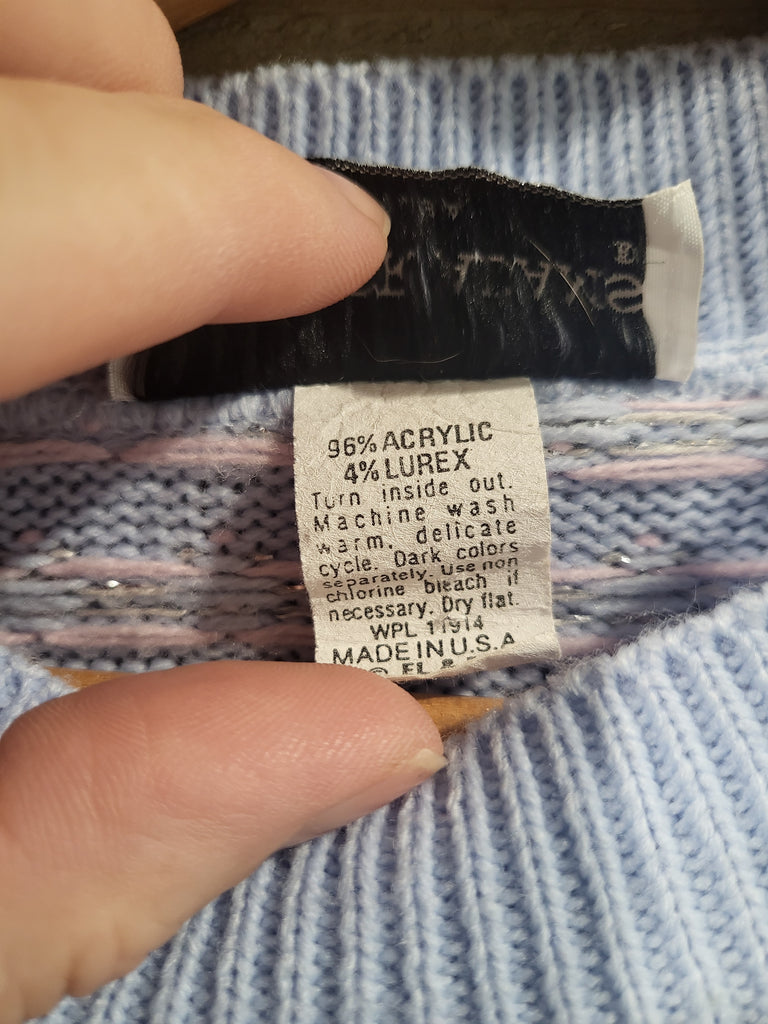 96% ACRYLIC
4% LUREX
Turn inside out.
Machine wash
warm, delicate
cycle. Dark colors
separately. Use non
chlorine bleach if
necessary. Dry flat.
WPL 11914
MADE IN U.S.A